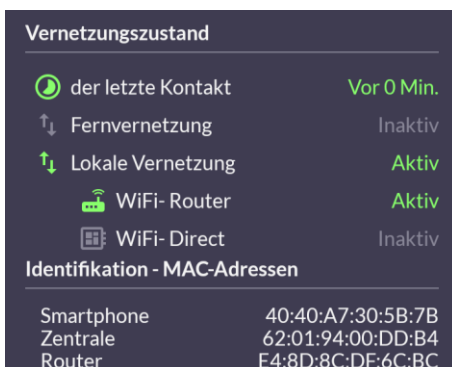 Vernetzungszustand
der letzte Kontakt Vor 0 Min.
Fernvernetzung Inaktiv
Lokale Vernetzung Aktiv
WiFi- Router Aktiv
WiFi- Direct Inaktiv
Identifikation - MAC-Adressen
Smartphone 40:40:A7:30:5B:7B
Zentrale 62:01:94:00:DD:B4
Router E4:8D:8C:DF:6C:BC